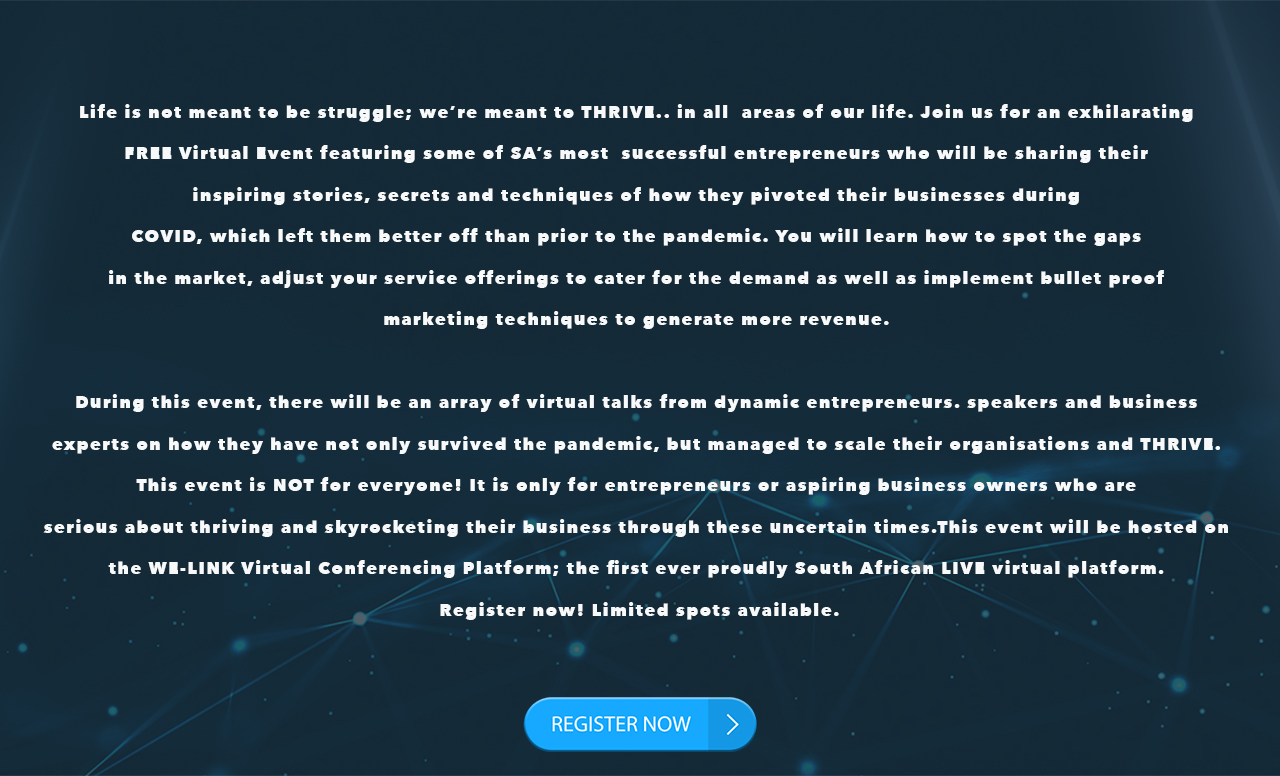 Life is not meant to be struggle; we’re meant to THRIVE.. in all  areas of our life. Join us for an exhilarating
FREE Virtual Event featuring some of SA’s most  successful entrepreneurs who will be sharing their
inspiring stories, secrets and techniques of how they pivoted their businesses during
COVID, which left them better off than prior to the pandemic. You will learn how to spot the gaps
in the market, adjust your service offerings to cater for the demand as well as implement bullet proof
marketing techniques to generate more revenue.
During this event, there will be an array of virtual talks from dynamic entrepreneurs. speakers and business
experts on how they have not only survived the pandemic, but managed to scale their organisations and THRIVE.
This event is NOT for everyone! It is only for entrepreneurs or aspiring business owners who are
serious about thriving and skyrocketing their business through these uncertain times.This event will be hosted on
the WE-LINK Virtual Conferencing Platform; the first ever proudly South African LIVE virtual platform.
Register now! Limited spots available.
REGISTER NOW